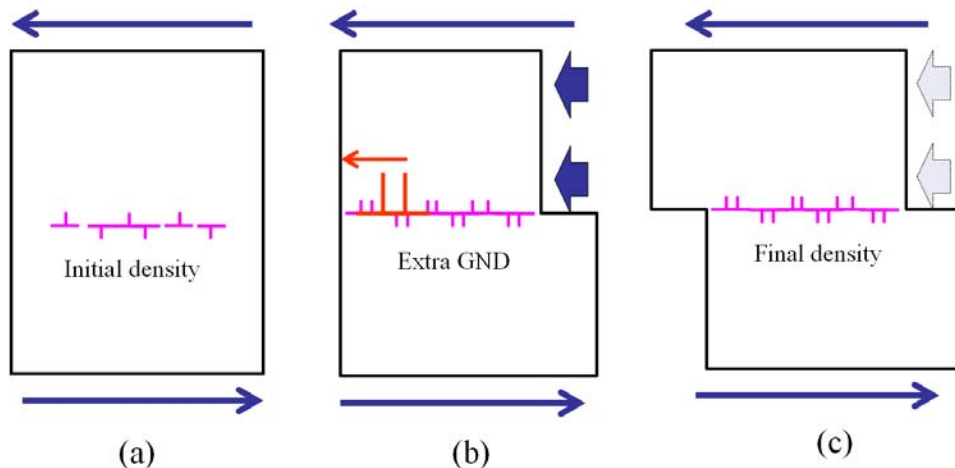 Initial density
Extra GND
Final density
(a)
(b)
(c)